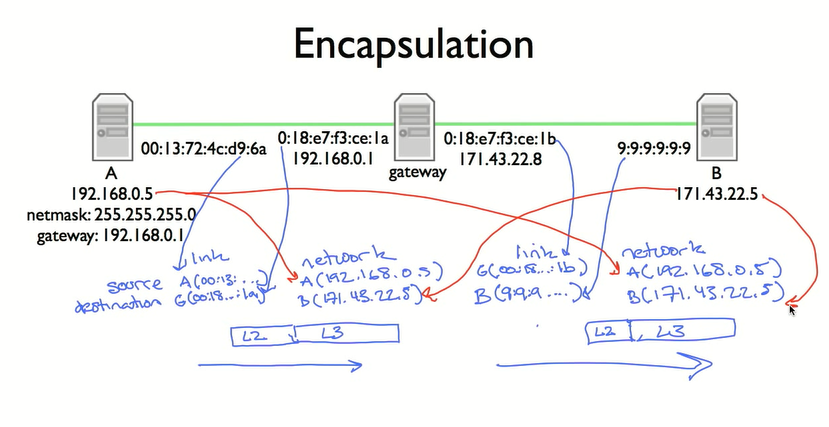 Encapsulation
00:13:72:4c:d9:6a
0:18:e7:f3:ce:1a
192.168.0.1
gateway
0:18:e7:f3:ce:1b
171.43.22.8
9:9:9:9:9:9
A
192.168.0.5
netmask: 255.255.255.0
gateway: 192.168.0.1
B
171.43.22.5
link
source A(00:13:....)
destination G(00:18...:1a)
network
A(192.168.0.5)
B(171.43.22.5)
link
G(00:18...:1b)
B(9:9:9....)
network
A(192.168.0.5)
B(171.43.22.5)
L2 L3
L2 L3